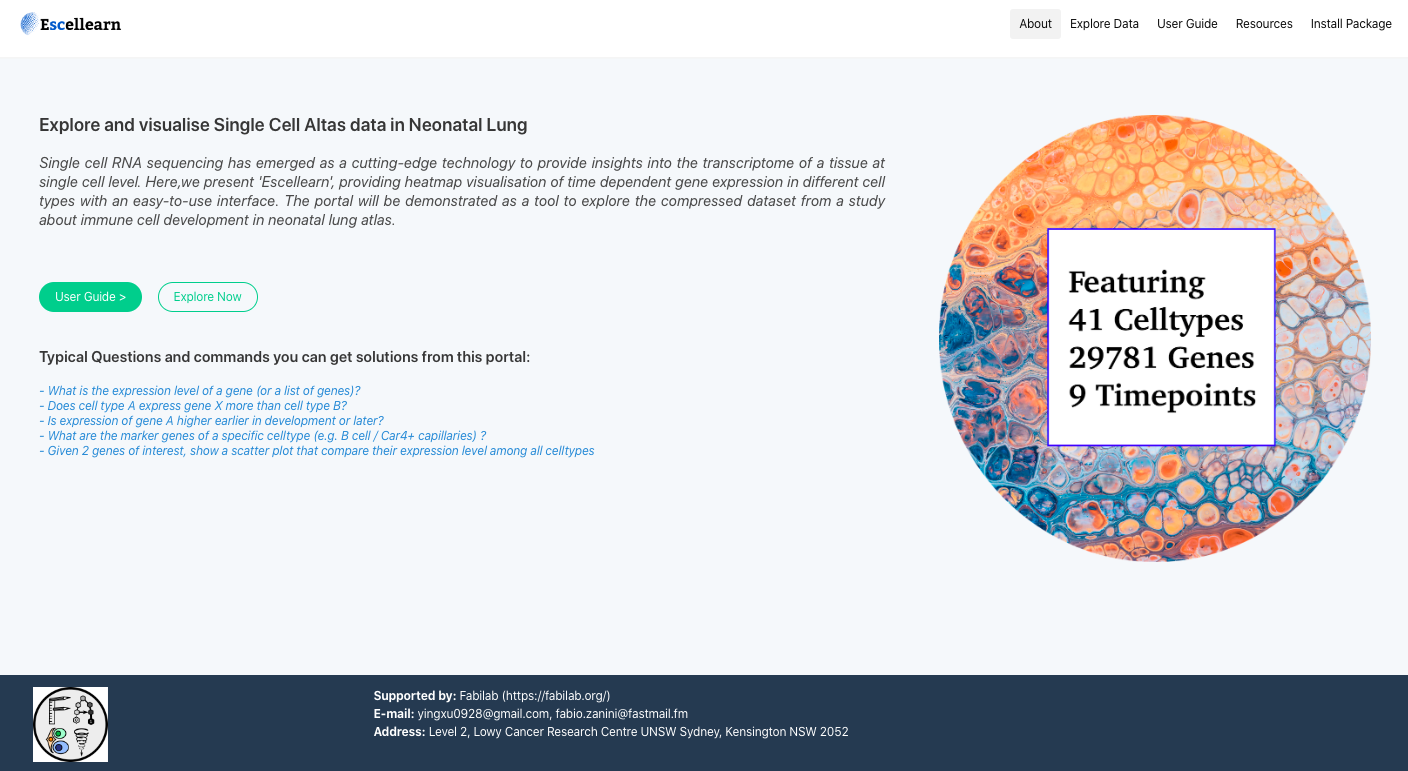 Escellearn
About Explore Data User Guide Resources Install Package
Explore and visualise Single Cell Altas data in Neonatal Lung
Single cell RNA sequencing has emerged as a cutting-edge technology to provide insights into the transcriptome of a tissue at
single cell level. Here,we present 'Escellearn', providing heatmap visualisation of time dependent gene expression in different cell
types with an easy-to-use interface. The portal will be demonstrated as a tool to explore the compressed dataset from a study
about immune cell development in neonatal lung atlas.
User Guide > Explore Now
Typical Questions and commands you can get solutions from this portal:
- What is the expression level of a gene (or a list of genes)?
- Does cell type A express gene X more than cell type B?
- Is expression of gene A higher earlier in development or later?
- What are the marker genes of a specific celltype (e.g. B cell / Car4+ capillaries) ?
- Given 2 genes of interest, show a scatter plot that compare their expression level among all celltypes
Featuring
41 Celltypes
29781 Genes
9 Timepoints
Supported by: Fabilab (https://fabilab.org/)
E-mail: yingxu0928@gmail.com, fabio.zanini@fastmail.fm
Address: Level 2, Lowy Cancer Research Centre UNSW Sydney, Kensington NSW 2052